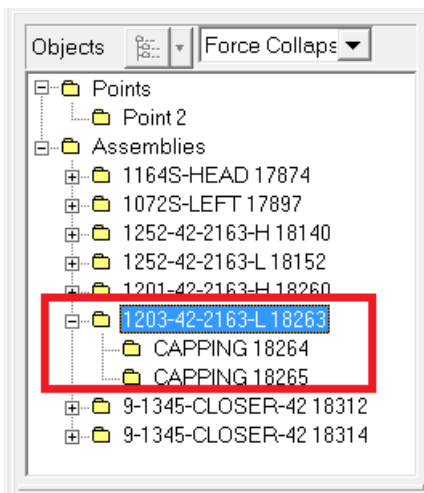 Objects Force Collaps
Points
Point 2
Assemblies
1164S-HEAD 17874
1072S-LEFT 17897
1252-42-2163-H 18140
1252-42-2163-L 18152
1201-42-2163-H 18260
1203-42-2163-L 18263
CAPPING 18264
CAPPING 18265
9-1345-CLOSER-42 18312
9-1345-CLOSER-42 18314